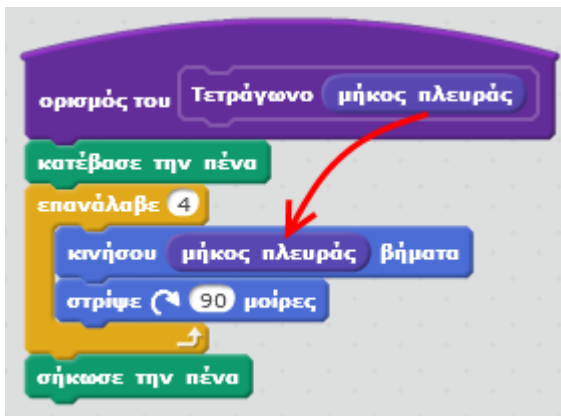 ορισμός του Τετράγωνο μήκος πλευράς
κατέβασε την πένα
επανάλαβε 4
κινήσου μήκος πλευράς βήματα
στρίψε 90 μοίρες
σήκωσε την πένα